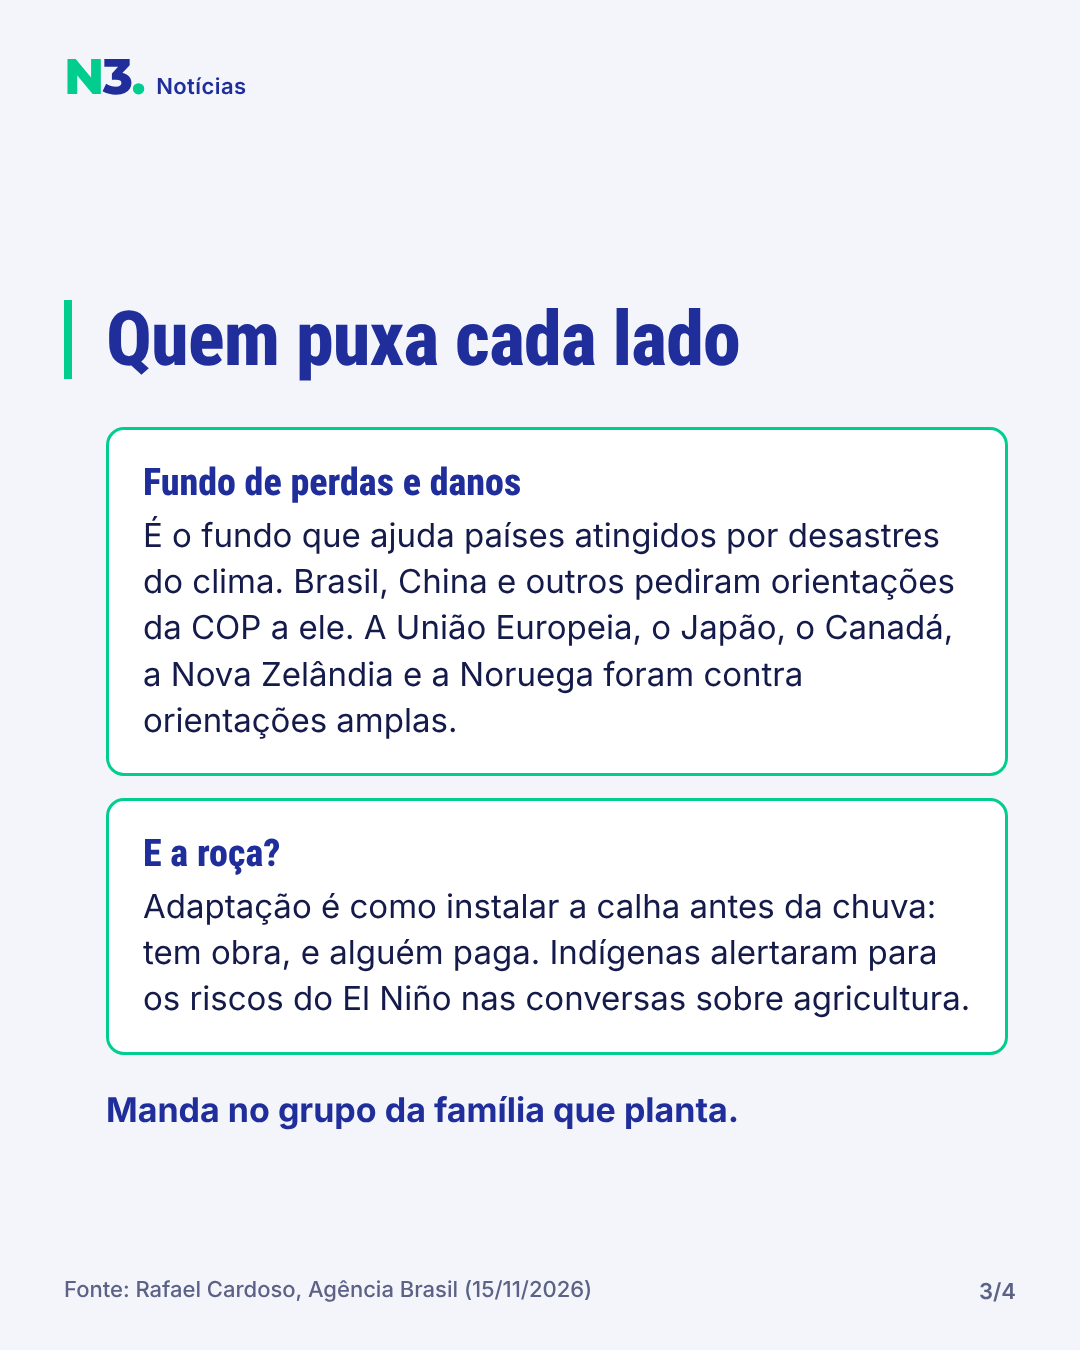 N3. Notícias
Quem puxa cada lado
Fundo de perdas e danos
É o fundo que ajuda países atingidos por desastres
do clima. Brasil, China e outros pediram orientações
da COP a ele. A União Europeia, o Japão, o Canadá,
a Nova Zelândia e a Noruega foram contra
orientações amplas.
E a roça?
Adaptação é como instalar a calha antes da chuva:
tem obra, e alguém paga. Indígenas alertaram para
os riscos do El Niño nas conversas sobre agricultura.
Manda no grupo da família que planta.
Fonte: Rafael Cardoso, Agência Brasil (15/11/2026)
3/4